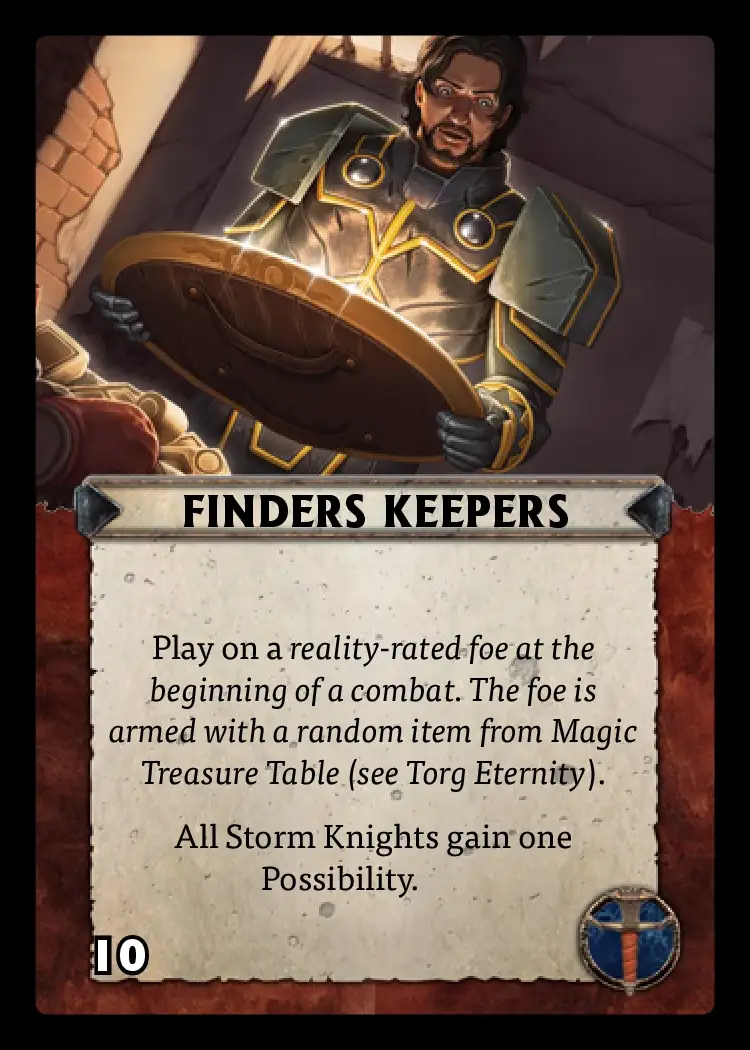 FINDERS KEEPERS
Play on a reality-rated foe at the
beginning of a combat. The foe is
armed with a random item from Magic
Treasure Table (see Torg Eternity).
All Storm Knights gain one
Possibility.
10